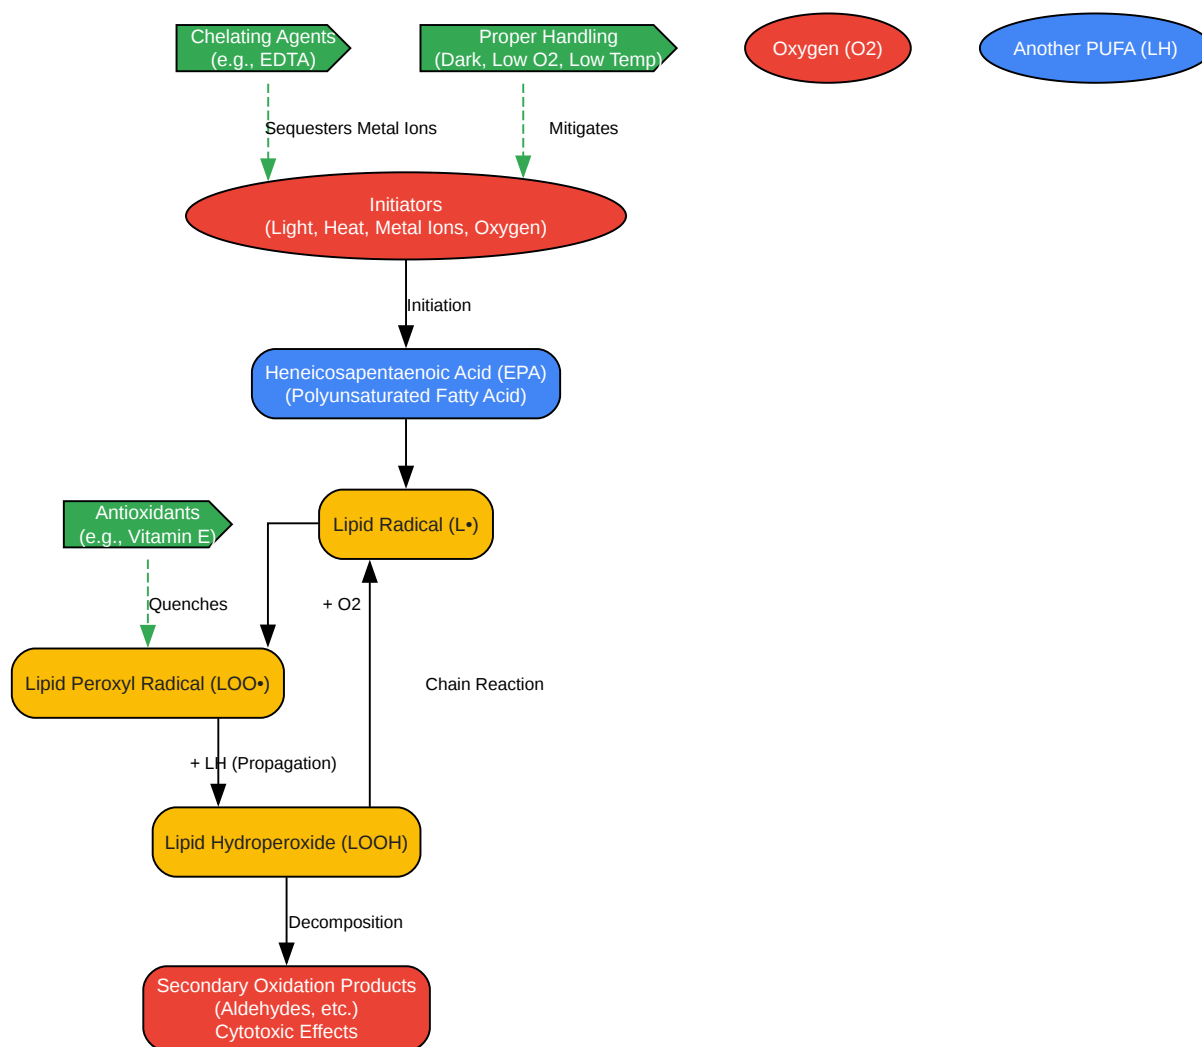 Chelating Agents
(e.g., EDTA)
Proper Handling
(Dark, Low O2, Low Temp)
Oxygen (O2)
Another PUFA (LH)
Sequesters Metal Ions
Mitigates
Initiators
(Light, Heat, Metal Ions, Oxygen)
Initiation
Heneicosapentaenoic Acid (EPA)
(Polyunsaturated Fatty Acid)
Antioxidants
(e.g., Vitamin E)
Lipid Radical (L•)
Quenches
+ O2
Lipid Peroxyl Radical (LOO•)
Chain Reaction
+ LH (Propagation)
Lipid Hydroperoxide (LOOH)
Decomposition
Secondary Oxidation Products
(Aldehydes, etc.)
Cytotoxic Effects